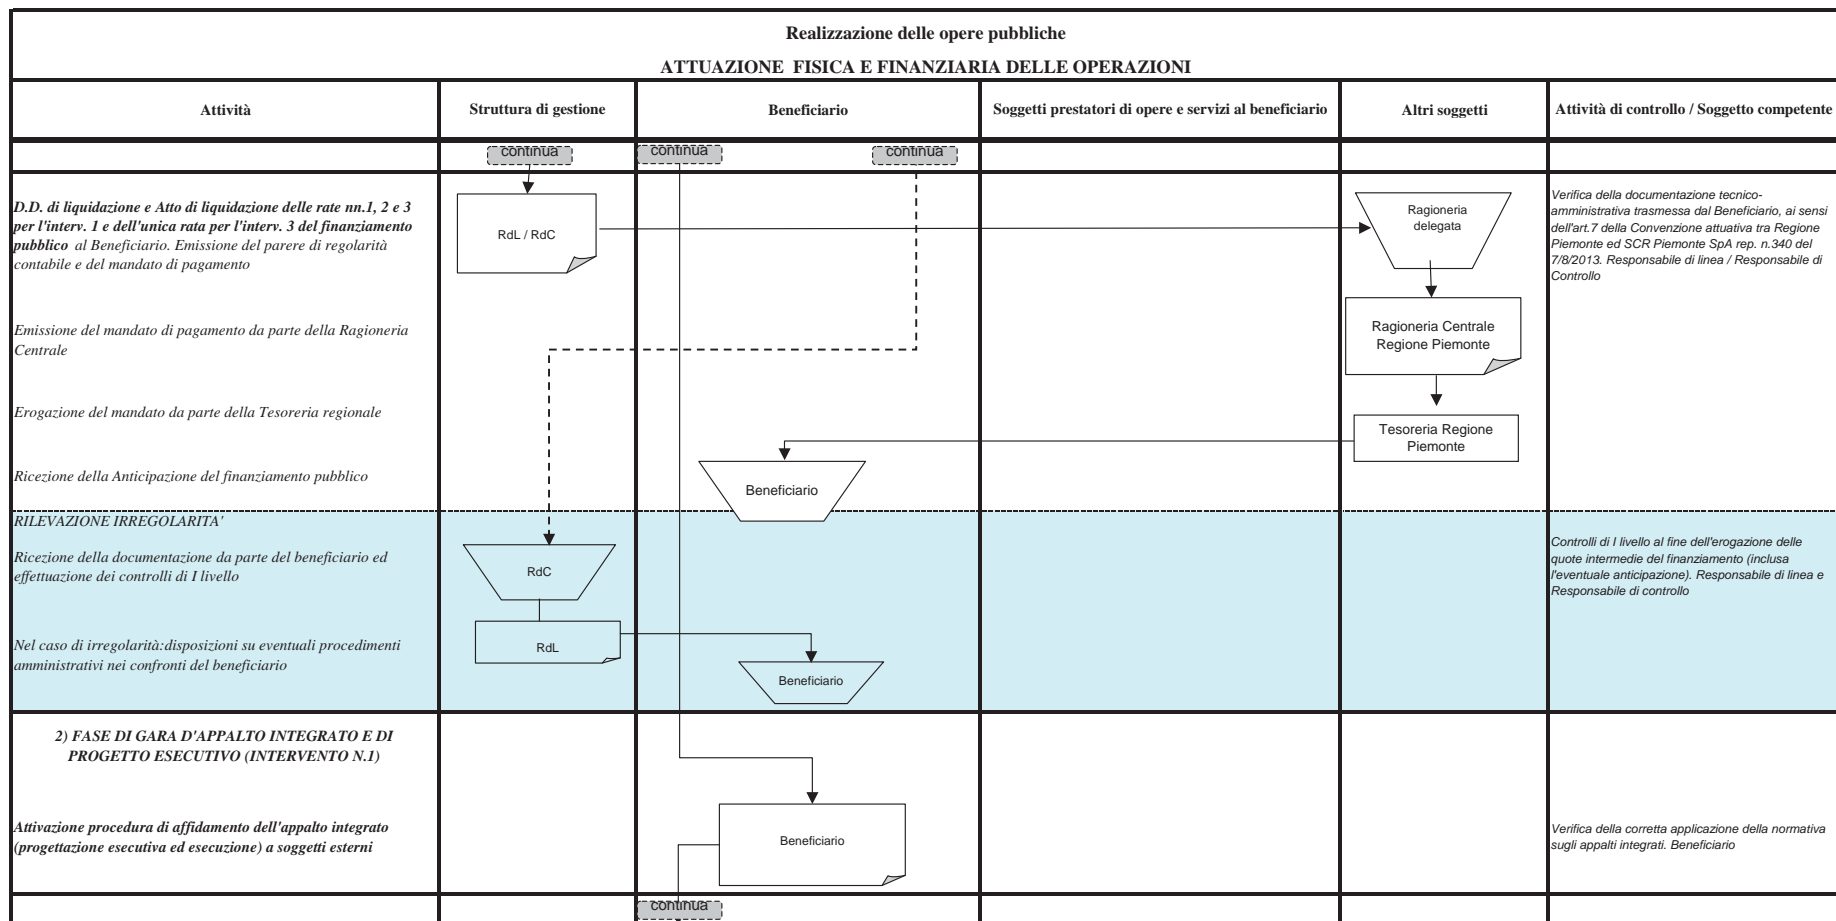 Realizzazione delle opere pubbliche
ATTUAZIONE FISICA E FINANZIARIA DELLE OPERAZIONI
Attività
Struttura di gestione
Beneficiario
Soggetti prestatori di opere e servizi al beneficiario
Altri soggetti
Attività di controllo / Soggetto competente
continua
continua
continua
D.D. di liquidazione e Atto di liquidazione delle rate nn.1, 2 e 3
per l'interv. 1 e dell'unica rata per l'interv. 3 del finanziamento
pubblico al Beneficiario. Emissione del parere di regolarità
contabile e del mandato di pagamento
RdL / RdC
Ragioneria
delegata
Verifica della documentazione tecnico-
amministrativa trasmessa dal Beneficiario, ai sensi
dell'art.7 della Convenzione attuativa tra Regione
Piemonte ed SCR Piemonte SpA rep. n.340 del
7/8/2013. Responsabile di linea / Responsabile di
Controllo
Emissione del mandato di pagamento da parte della Ragioneria
Centrale
Ragioneria Centrale
Regione Piemonte
Erogazione del mandato da parte della Tesoreria regionale
Tesoreria Regione
Piemonte
Ricezione della Anticipazione del finanziamento pubblico
Beneficiario
RILEVAZIONE IRREGOLARITA'
Ricezione della documentazione da parte del beneficiario ed
effettuazione dei controlli di I livello
RdC
Controlli di I livello al fine dell'erogazione delle
quote intermedie del finanziamento (inclusa
l'eventuale anticipazione). Responsabile di linea e
Responsabile di controllo
Nel caso di irregolarità:disposizioni su eventuali procedimenti
amministrativi nei confronti del beneficiario
RdL
Beneficiario
2) FASE DI GARA D'APPALTO INTEGRATO E DI
PROGETTO ESECUTIVO (INTERVENTO N.1)
Attivazione procedura di affidamento dell'appalto integrato
(progettazione esecutiva ed esecuzione) a soggetti esterni
Beneficiario
Verifica della corretta applicazione della normativa
sugli appalti integrati. Beneficiario
continua